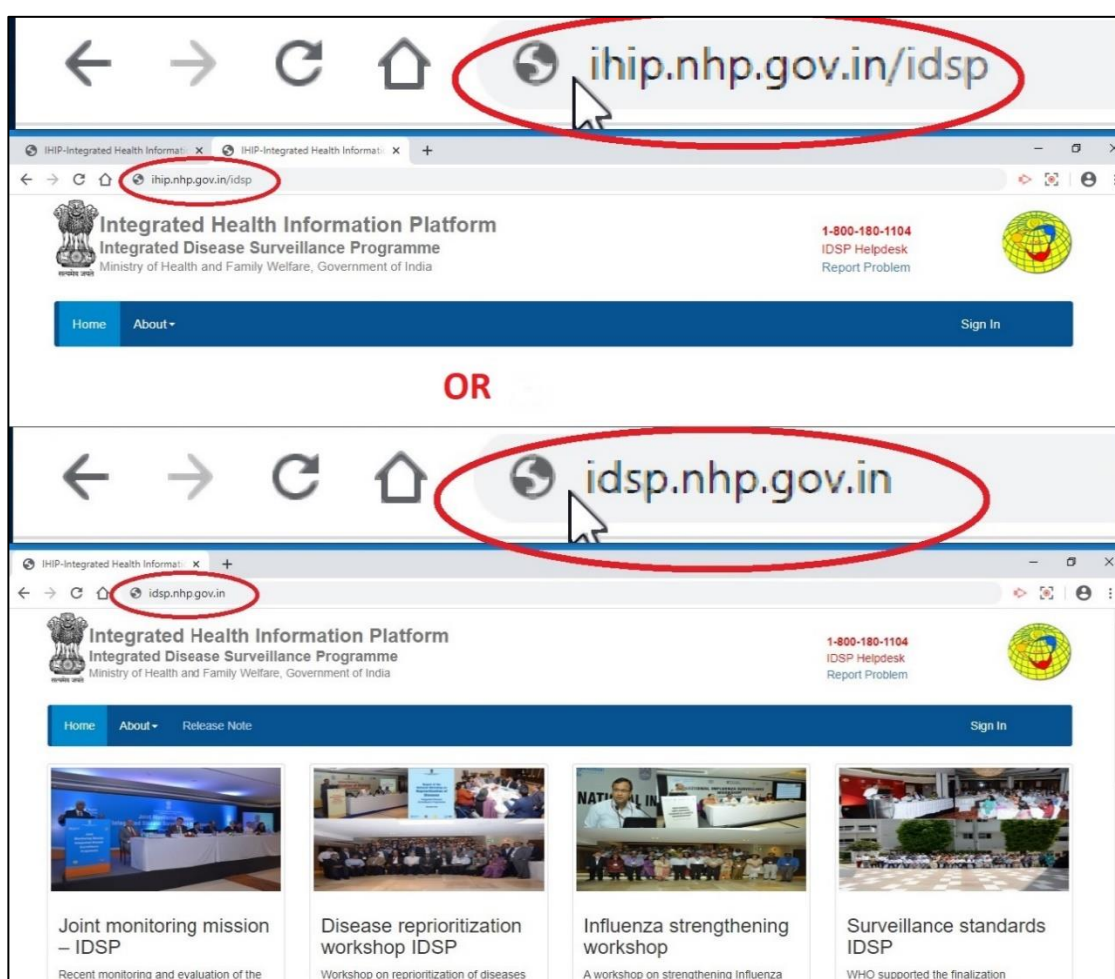 ihip.nhp.gov.in/idsp
IHIP-Integrated Health Informati
IHIP-Integrated Health Informati
ihip.nhp.gov.in/idsp
Integrated Health Information Platform
Integrated Disease Surveillance Programme
Ministry of Health and Family Welfare, Government of India
सत्यमेव जयते
1-800-180-1104
IDSP Helpdesk
Report Problem
Home About Sign In
OR
idsp.nhp.gov.in
IHIP-Integrated Health Informati
idsp.nhp.gov.in
Integrated Health Information Platform
Integrated Disease Surveillance Programme
Ministry of Health and Family Welfare, Government of India
सत्यमेव जयते
1-800-180-1104
IDSP Helpdesk
Report Problem
Home About Release Note Sign In
Joint monitoring mission
– IDSP
Recent monitoring and evaluation of the
Disease reprioritization
workshop IDSP
Workshop on reprioritization of diseases
Influenza strengthening
workshop
A workshop on strengthening Influenza
Surveillance standards
IDSP
WHO supported the finalization